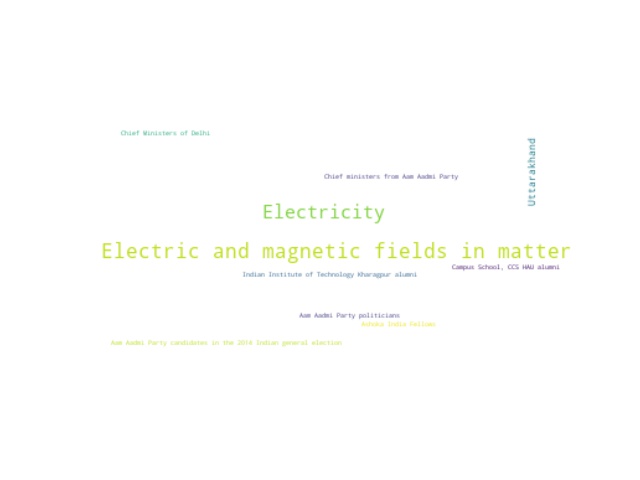 Chief Ministers of Delhi
Uttarakhand
Chief ministers from Aam Aadmi Party
Electricity
Electric and magnetic fields in matter
Campus School, CCS HAU alumni
Indian Institute of Technology Kharagpur alumni
Aam Aadmi Party politicians
Ashoka India Fellows
Aam Aadmi Party candidates in the 2014 Indian general election